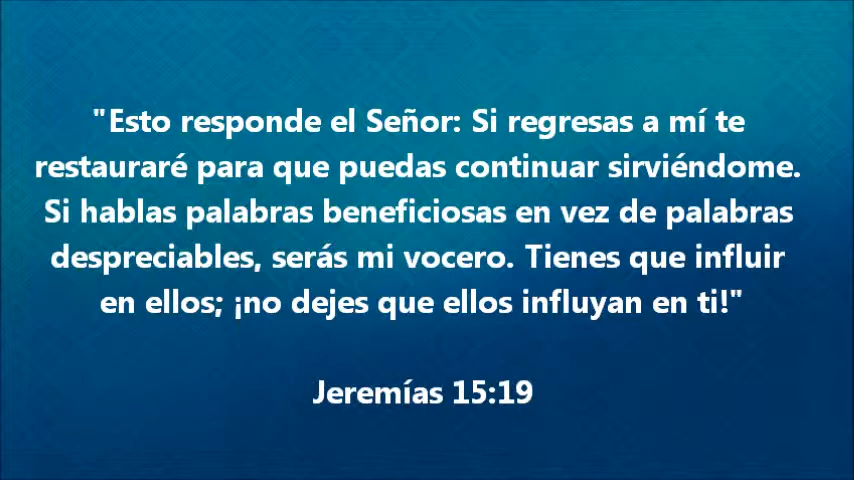 "Esto responde el Señor: Si regresas a mí te
restauraré para que puedas continuar sirviéndome.
Si hablas palabras beneficiosas en vez de palabras
despreciables, serás mi vocero. Tienes que influir
en ellos; ¡no dejes que ellos influyan en ti!"
Jeremías 15:19